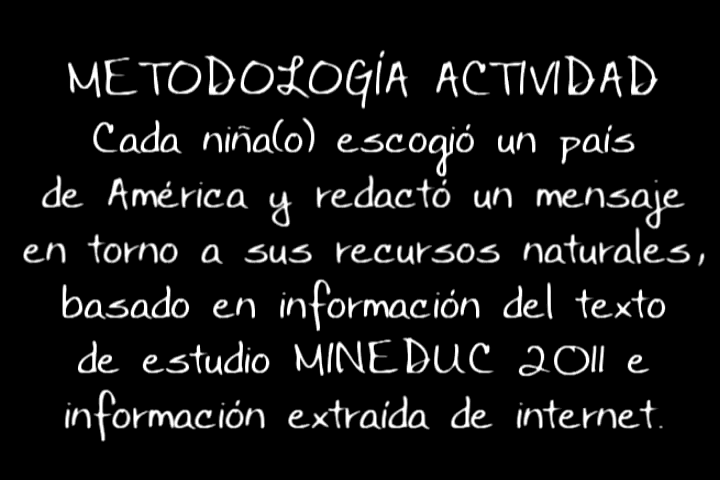 METODOLOGÍA ACTIVIDAD
Cada niña(o) escogió un país
de América y redactó un mensaje
en torno a sus recursos naturales,
basado en información del texto
de estudio MINEDUC 2011 e
información extraída de internet.